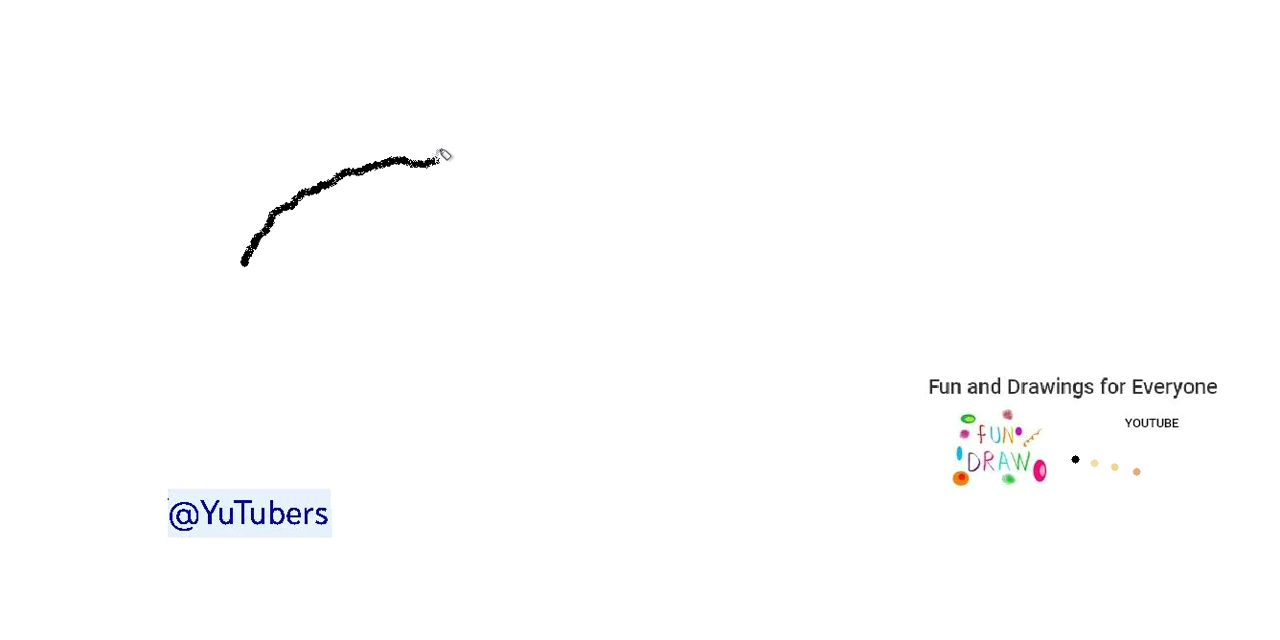 Fun and Drawings for Everyone
YOUTUBE
FUN
DRAW
@YuTubers